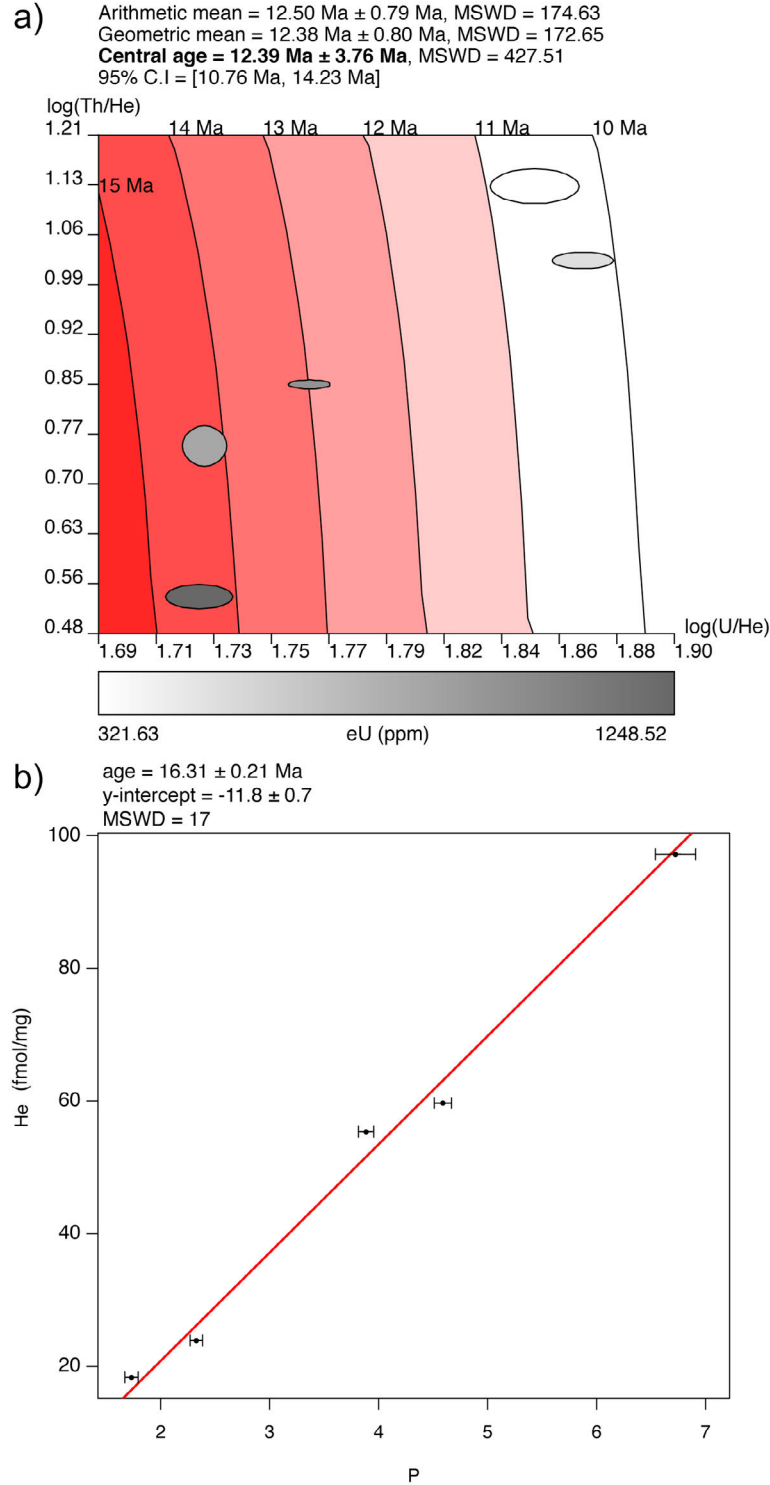 a)
Arithmetic mean = 12.50 Ma ± 0.79 Ma, MSWD = 174.63
Geometric mean = 12.38 Ma ± 0.80 Ma, MSWD = 172.65
Central age = 12.39 Ma ± 3.76 Ma, MSWD = 427.51
95% C.I = [10.76 Ma, 14.23 Ma]
log(Th/He)
1.21
14 Ma
13 Ma
12 Ma
11 Ma
10 Ma
1.13
15 Ma
1.06
0.99
0.92
0.85
0.77
0.70
0.63
0.56
0.48
log(U/He)
1.69 1.71 1.73 1.75 1.77 1.79 1.82 1.84 1.86 1.88 1.90
321.63 eU (ppm) 1248.52
b)
age = 16.31 ± 0.21 Ma
y-intercept = -11.8 ± 0.7
MSWD = 17
100
80
60
40
20
He (fmol/mg)
2 3 4 5 6 7
P